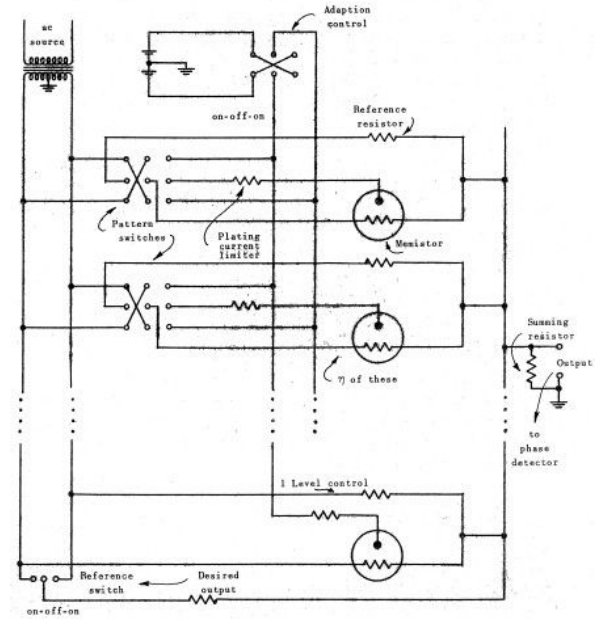 ac
source
Adaption
control
on-off-on
Reference
resistor
Pattern
switches
Plating
current
limiter
Memistor
η of these
Summing
resistor
Output
to
phase
detector
1 Level control
Reference
switch
Desired
output
on-off-on